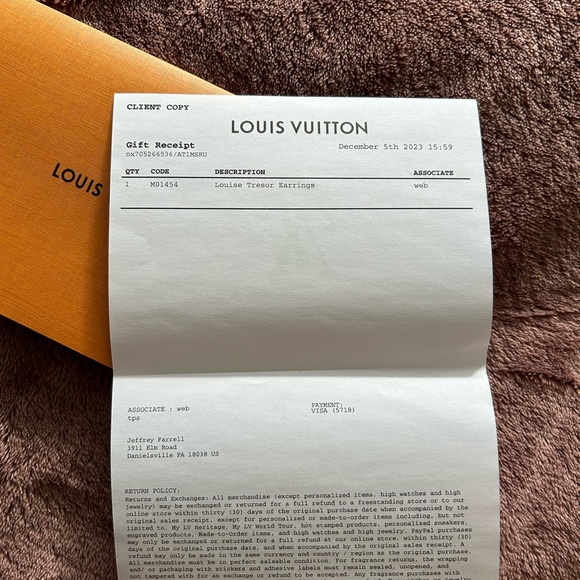 LOUIS
CLIENT COPY
LOUIS VUITTON
Gift Receipt December 5th 2023 15:59
nx705266536/AT1MSRU
QTY CODE DESCRIPTION ASSOCIATE
1 M01454 Louise Tresor Earrings web
ASSOCIATE : web PAYMENT:
tps VISA (5718)
Jeffrey Farrell
3911 Elm Road
Danielsville PA 18038 US
RETURN POLICY:
Returns and Exchanges: All merchandise (except personalized items, high watches and high
jewelry) may be exchanged or returned for a full refund to a freestanding store or to our
online store within thirty (30) days of the original purchase date when accompanied by the
original sales receipt, except for personalized or made-to-order items including, but not
limited to. My LV Heritage, My LV World Tour, hot stamped products, personalized sneakers,
engraved products, Made-to-Order items, and high watches and high jewelry. PayPal purchases
may only be exchanged or returned for a full refund at our online store, within thirty (30)
days of the original purchase date, and when accompanied by the original sales receipt. A
refund may only be made in the same currency and country / region as the original purchase.
All merchandise must be in perfect saleable condition. For fragrance returns, the wrapping
and/ or packaging with stickers and adhesive labels must remain sealed, unopened, and
not tampered with for an exchange or refund to be accepted. Any fragrance purchases with